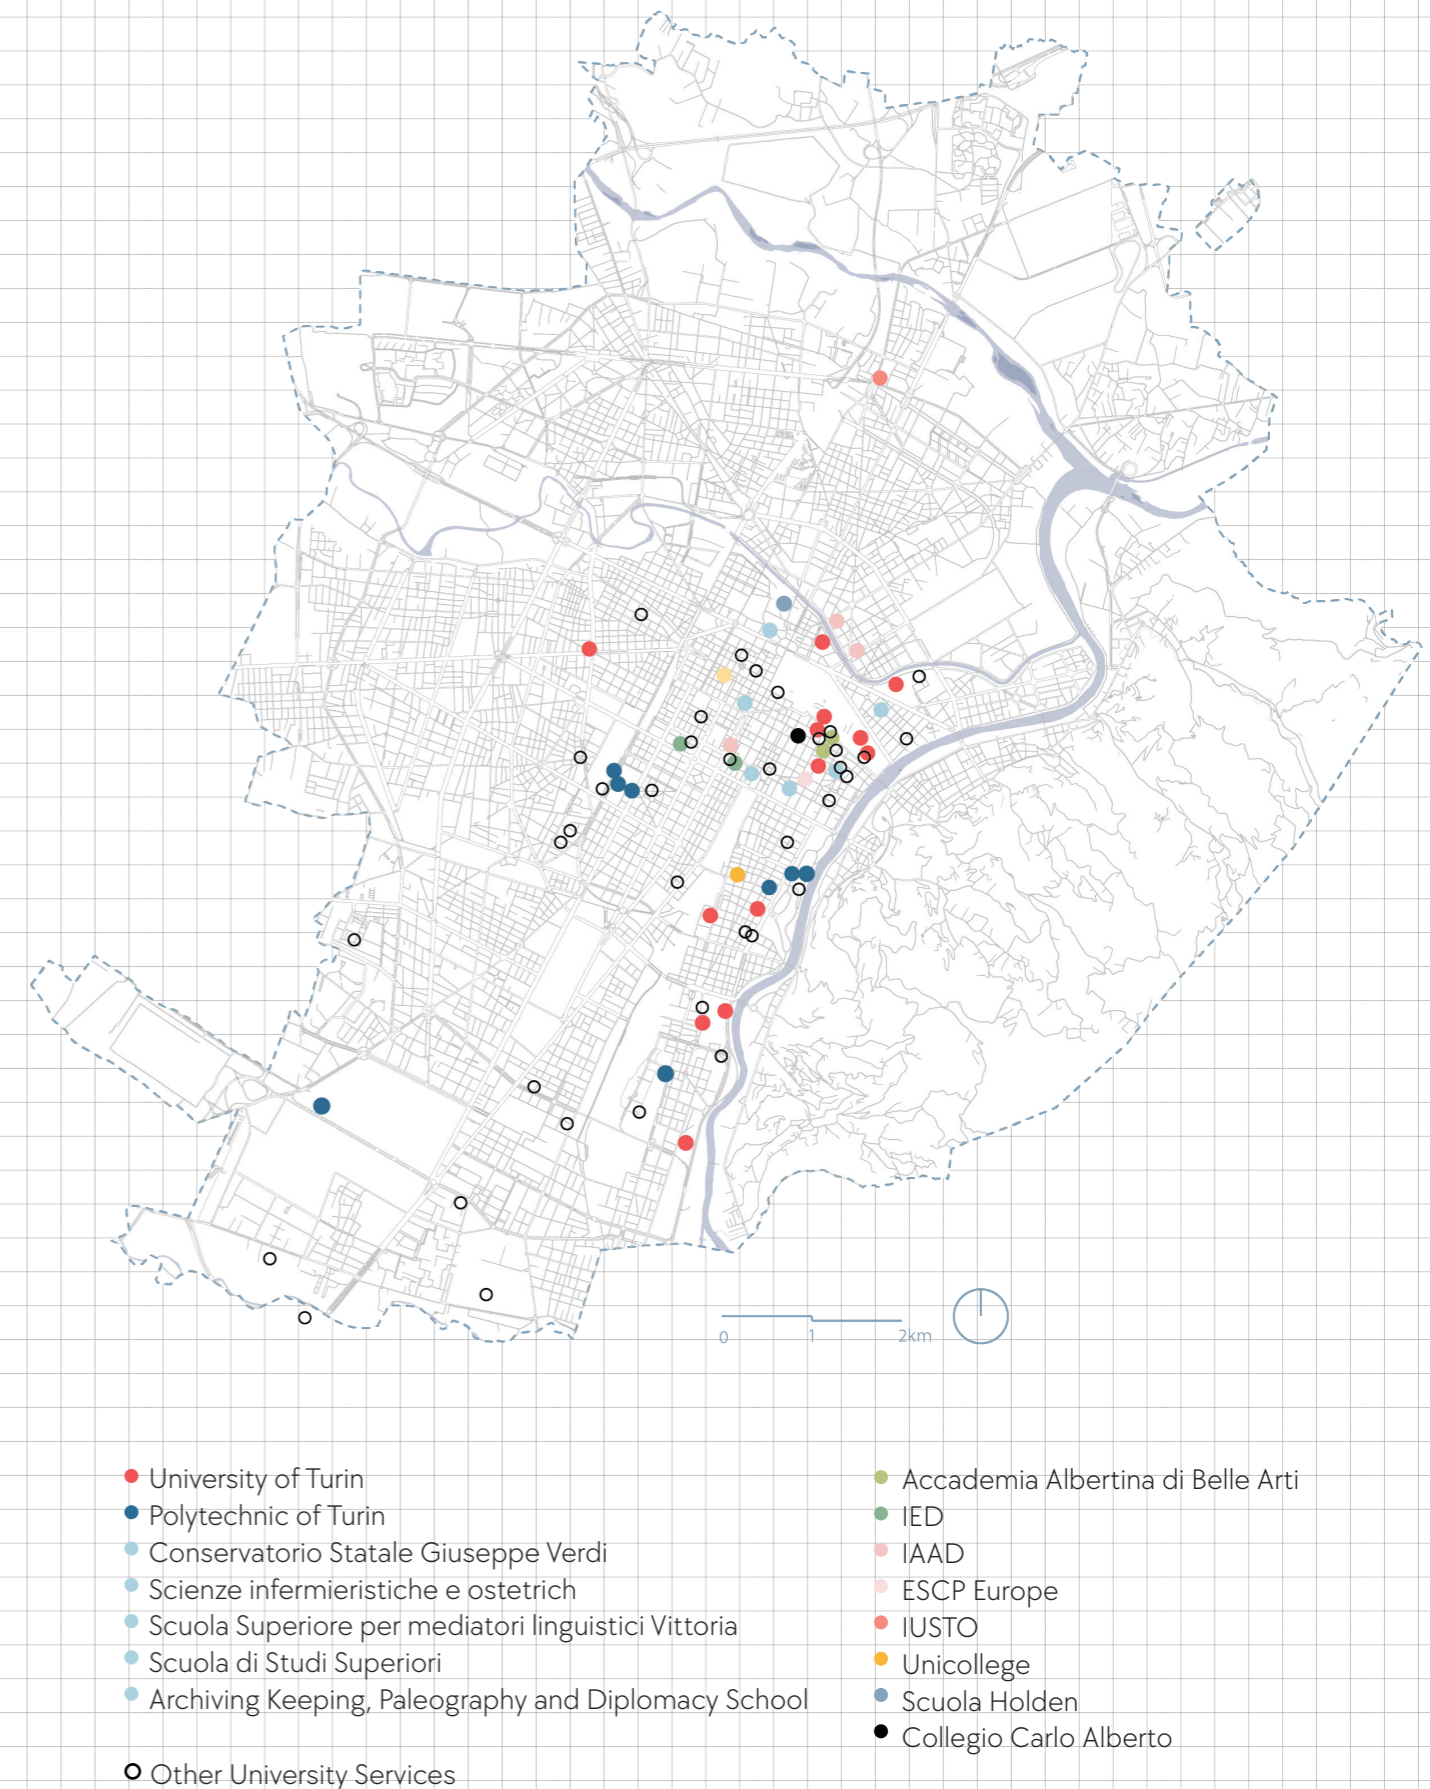 0 1 2km
University of Turin
Polytechnic of Turin
Conservatorio Statale Giuseppe Verdi
Scienze infermieristiche e ostetrich
Scuola Superiore per mediatori linguistici Vittoria
Scuola di Studi Superiori
Archiving Keeping, Paleography and Diplomacy School
Other University Services
Accademia Albertina di Belle Arti
IED
IAAD
ESCP Europe
IUSTO
Unicollege
Scuola Holden
Collegio Carlo Alberto